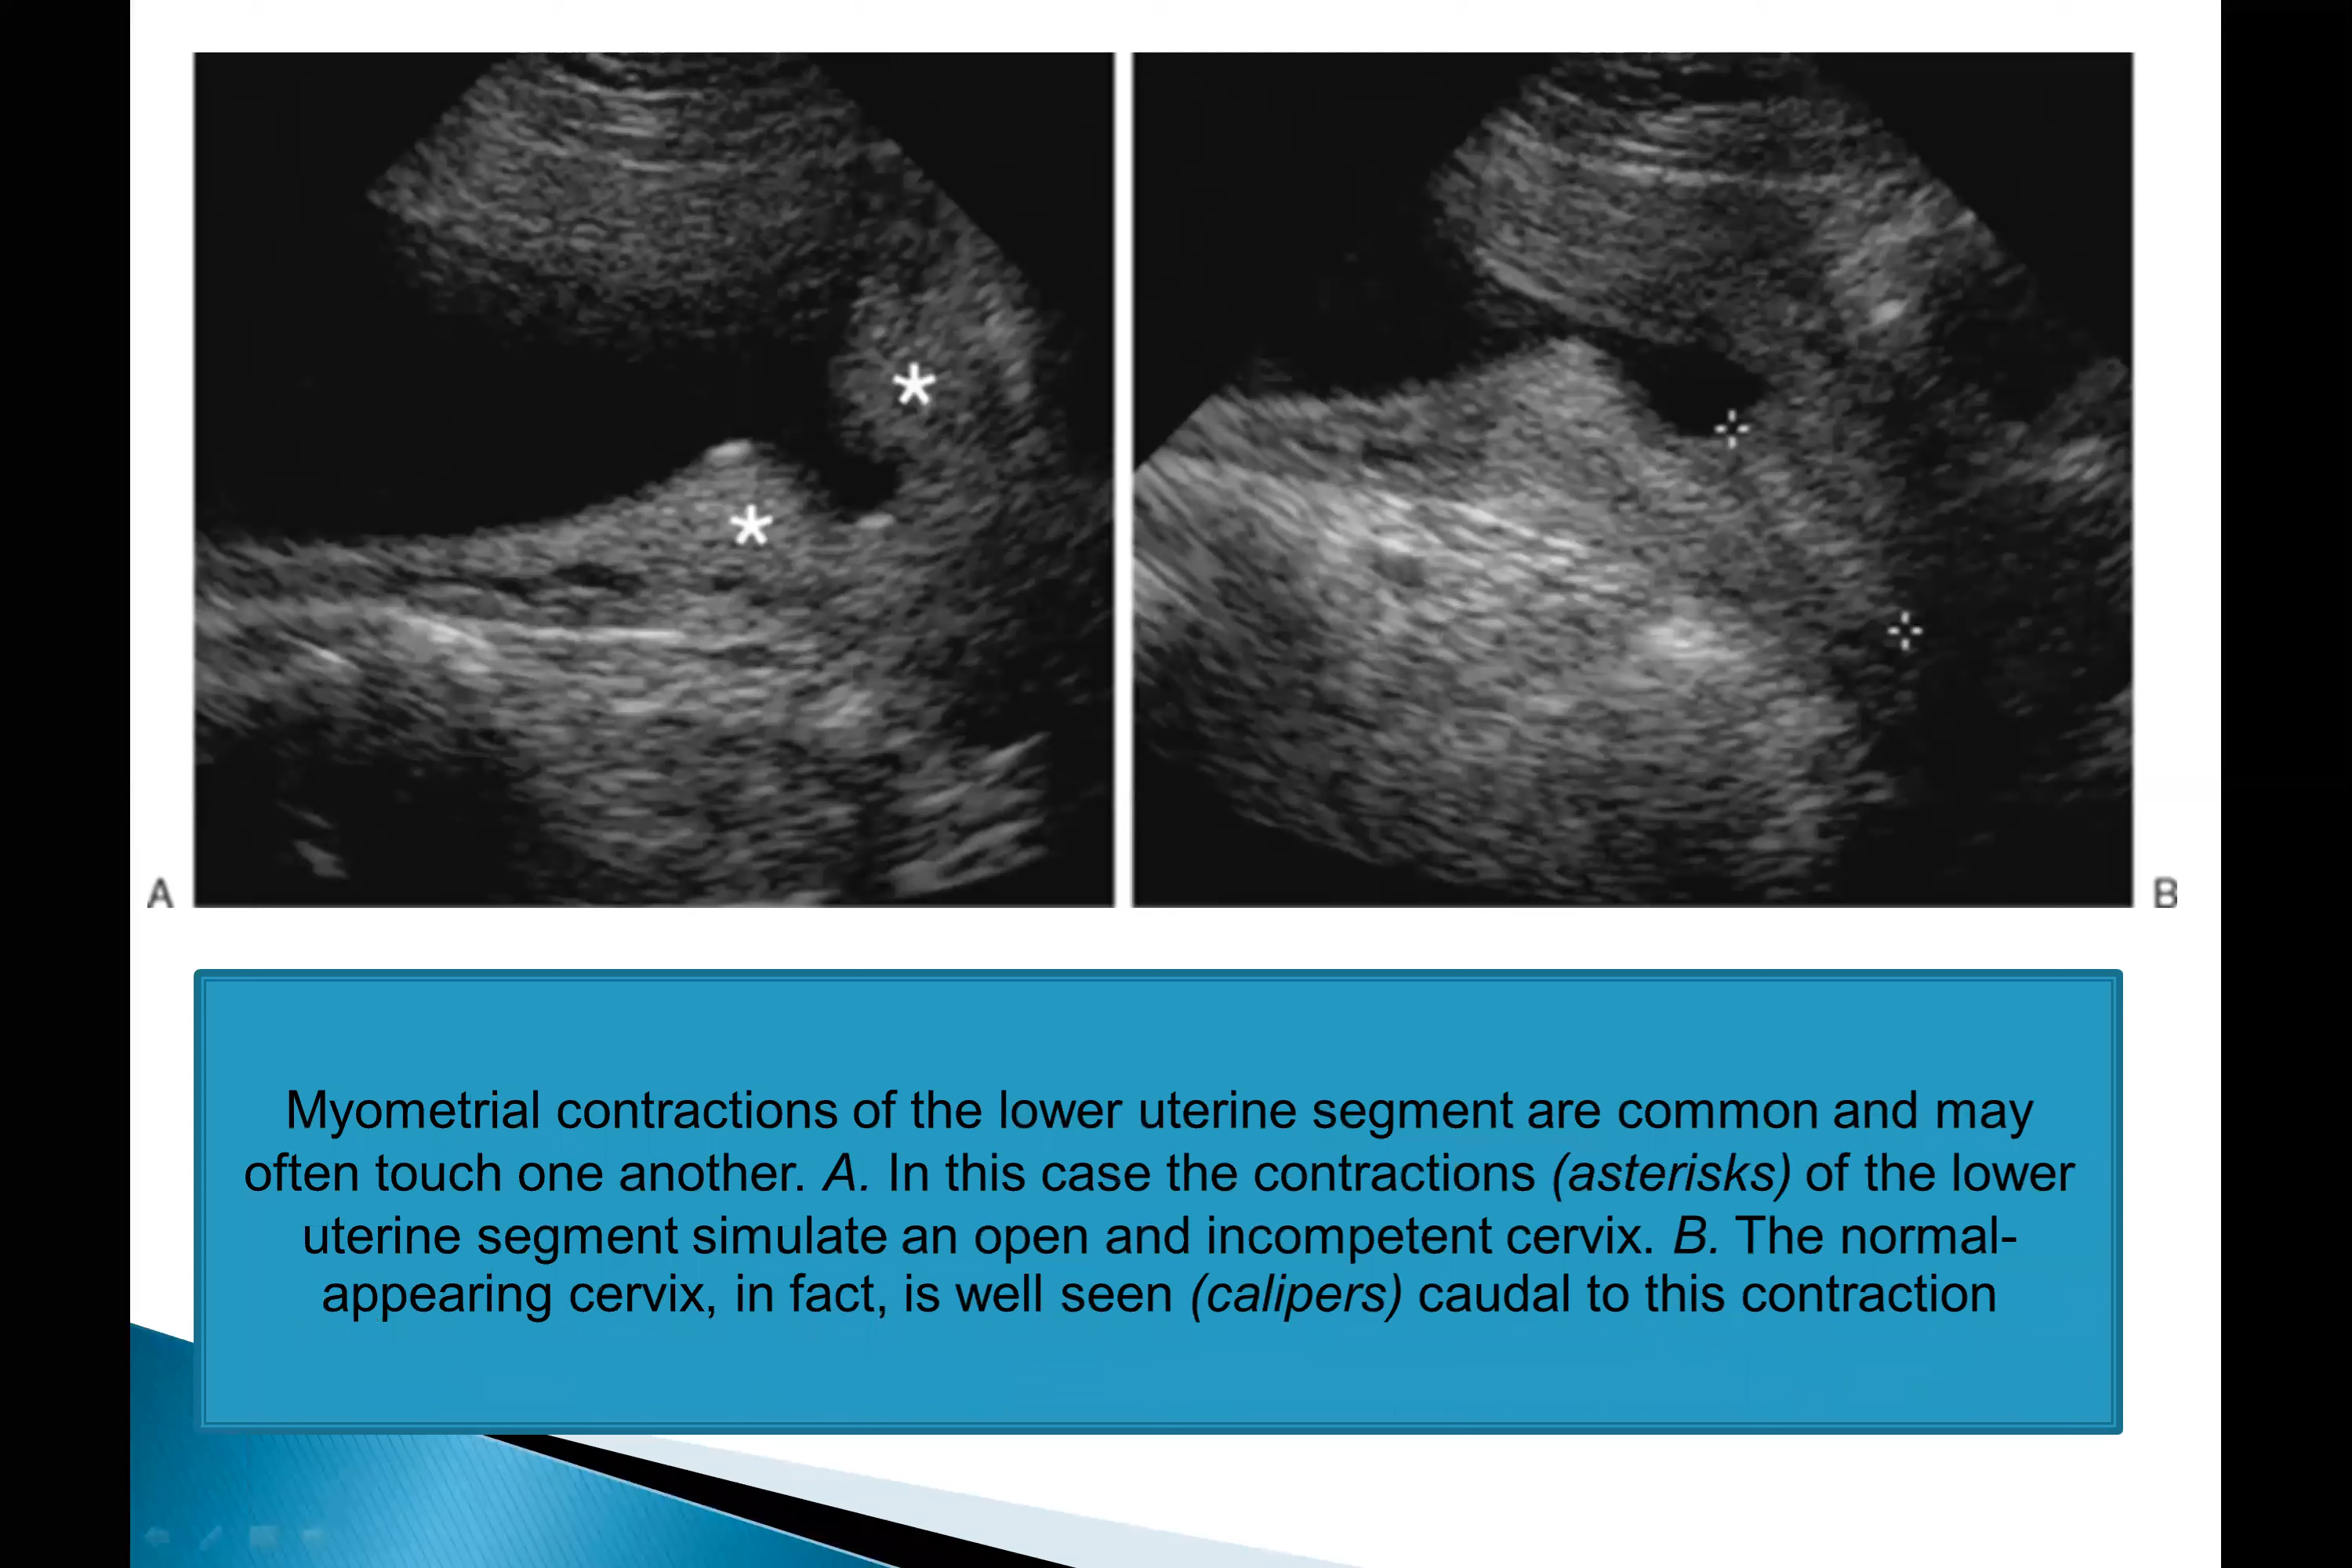 A
B
Myometrial contractions of the lower uterine segment are common and may
often touch one another. A. In this case the contractions (asterisks) of the lower
uterine segment simulate an open and incompetent cervix. B. The normal-
appearing cervix, in fact, is well seen (calipers) caudal to this contraction